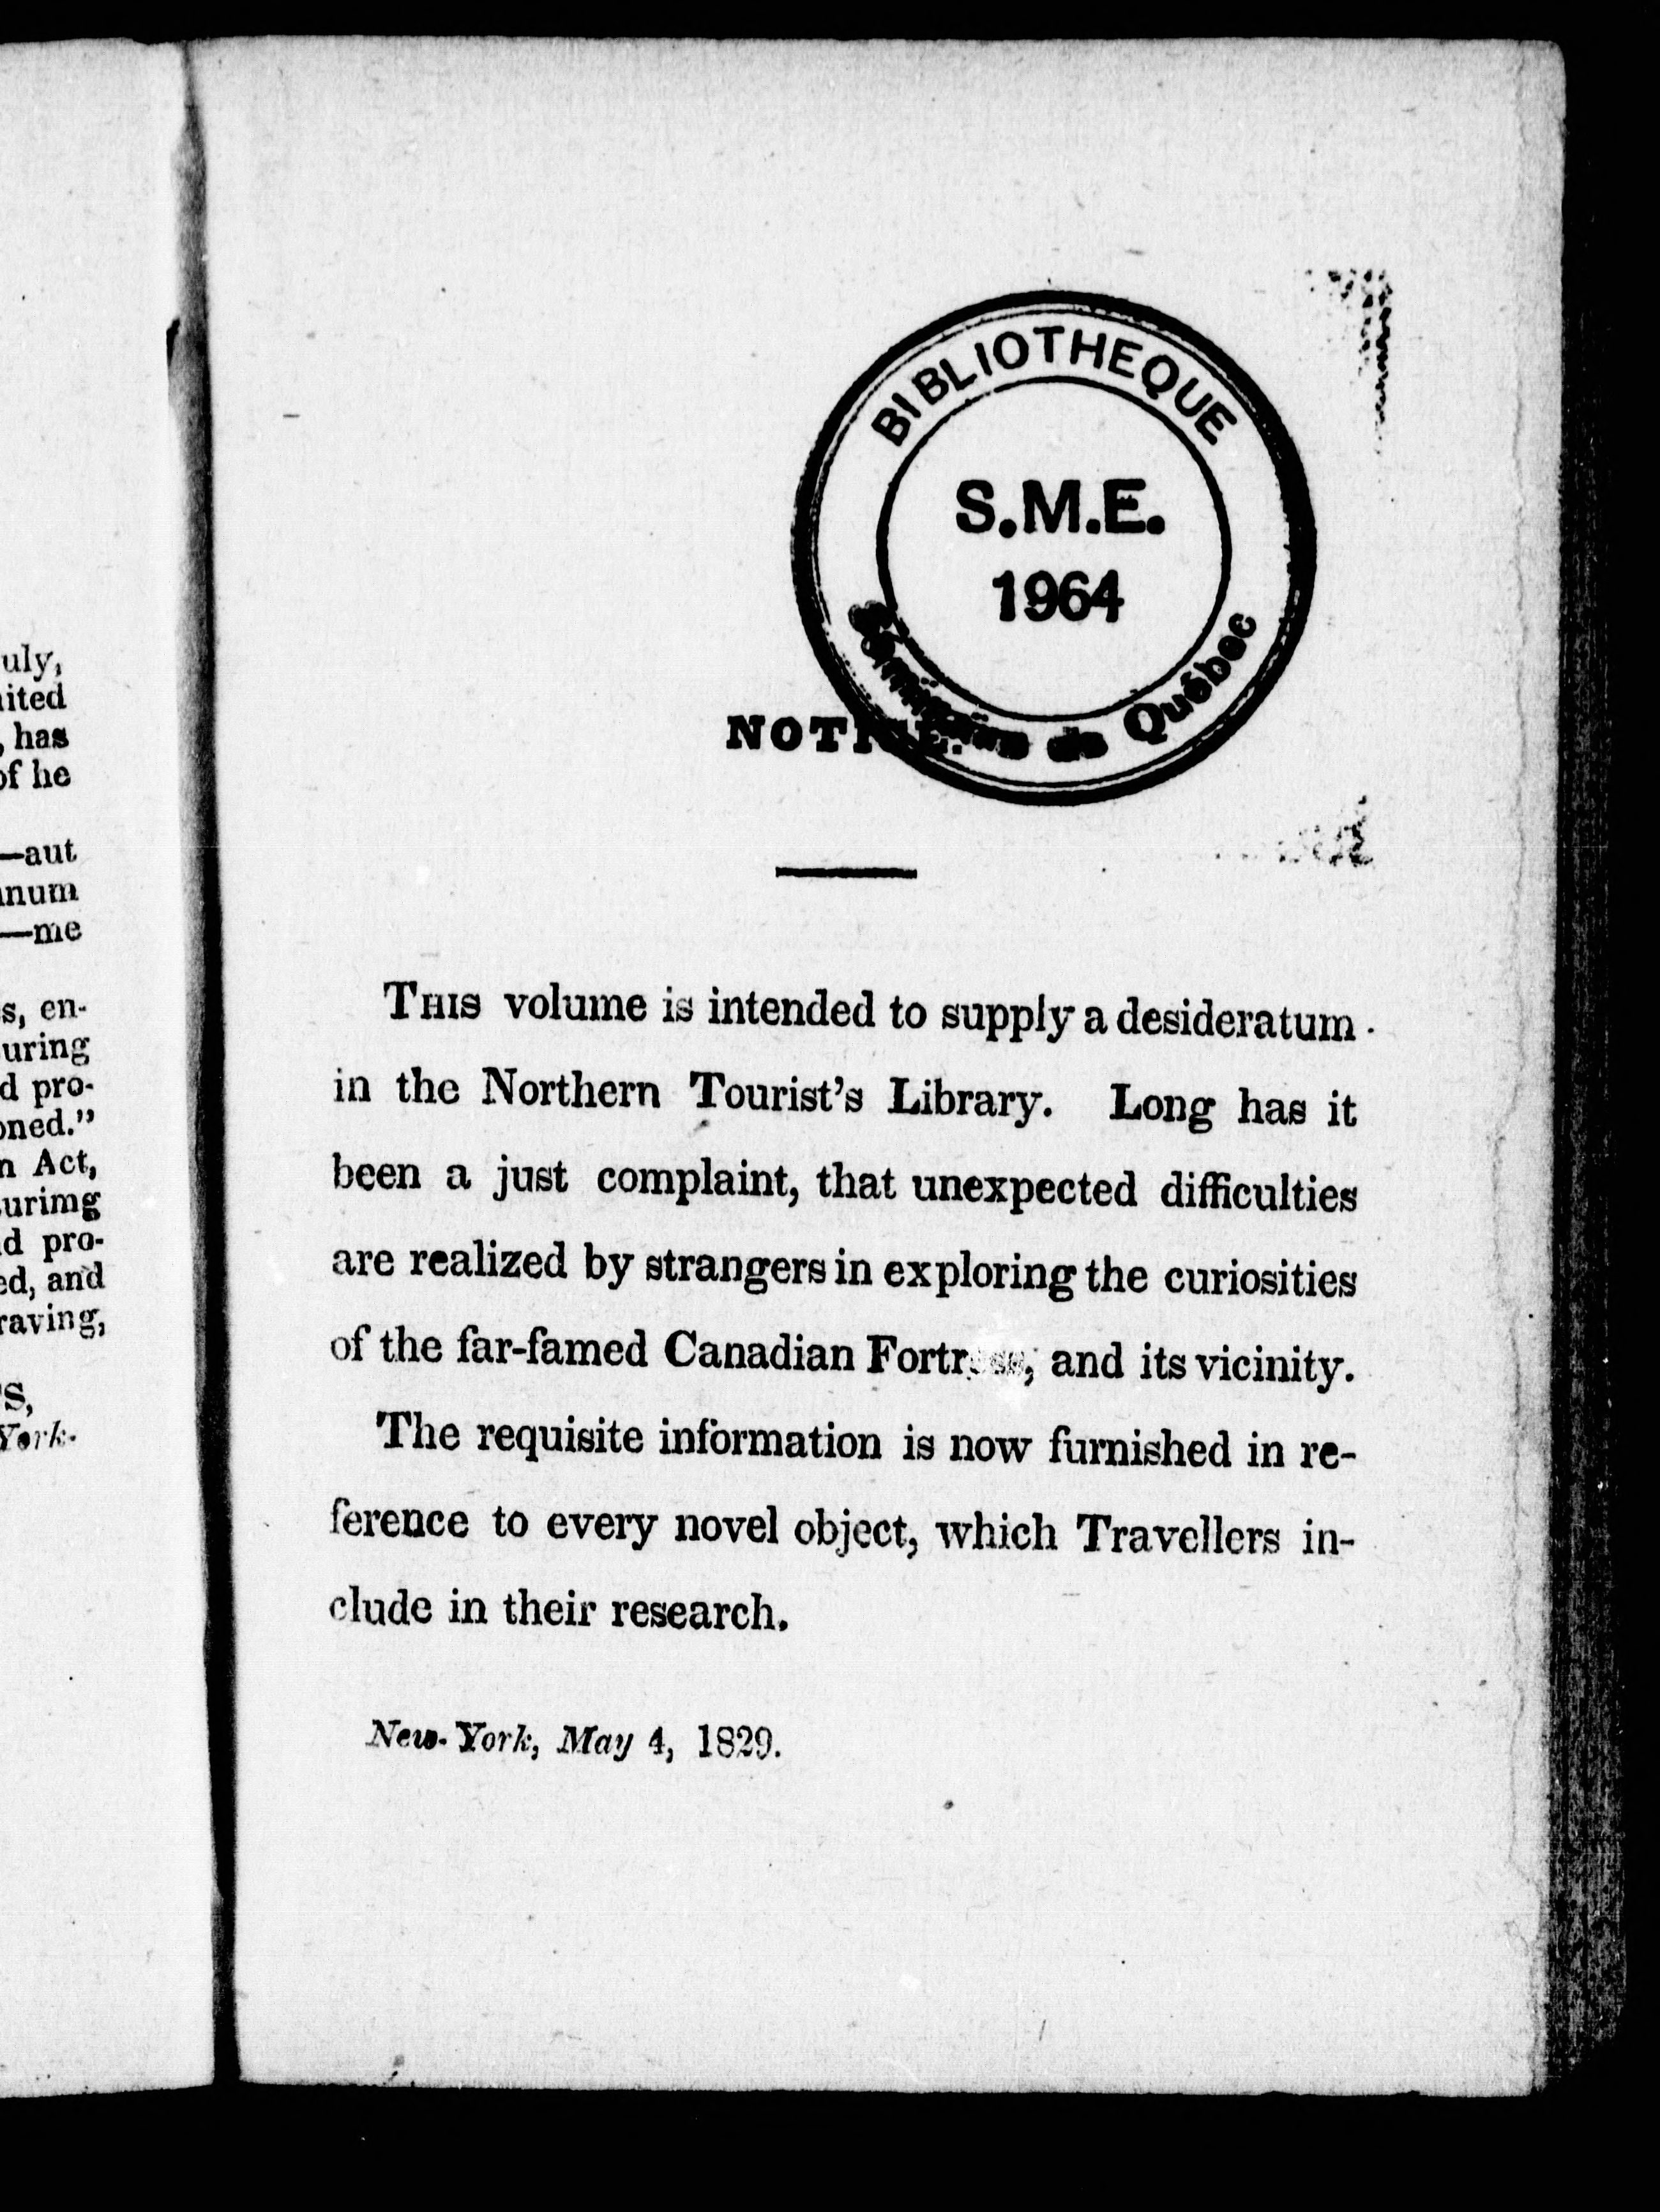 uly,
ited
, has
of he
—aut
num
—me
s, en-
uring
d pro-
oned."
n Act,
urimg
d pro-
ed, and
raving,
S,
York.
BIBLIOTHEQUE
S.M.E.
1964
Séminaire de Québec
NOTICE.
THIS volume is intended to supply a desideratum
in the Northern Tourist's Library. Long has it
been a just complaint, that unexpected difficulties
are realized by strangers in exploring the curiosities
of the far-famed Canadian Fortress, and its vicinity.
The requisite information is now furnished in re-
ference to every novel object, which Travellers in-
clude in their research.
New-York, May 4, 1829.